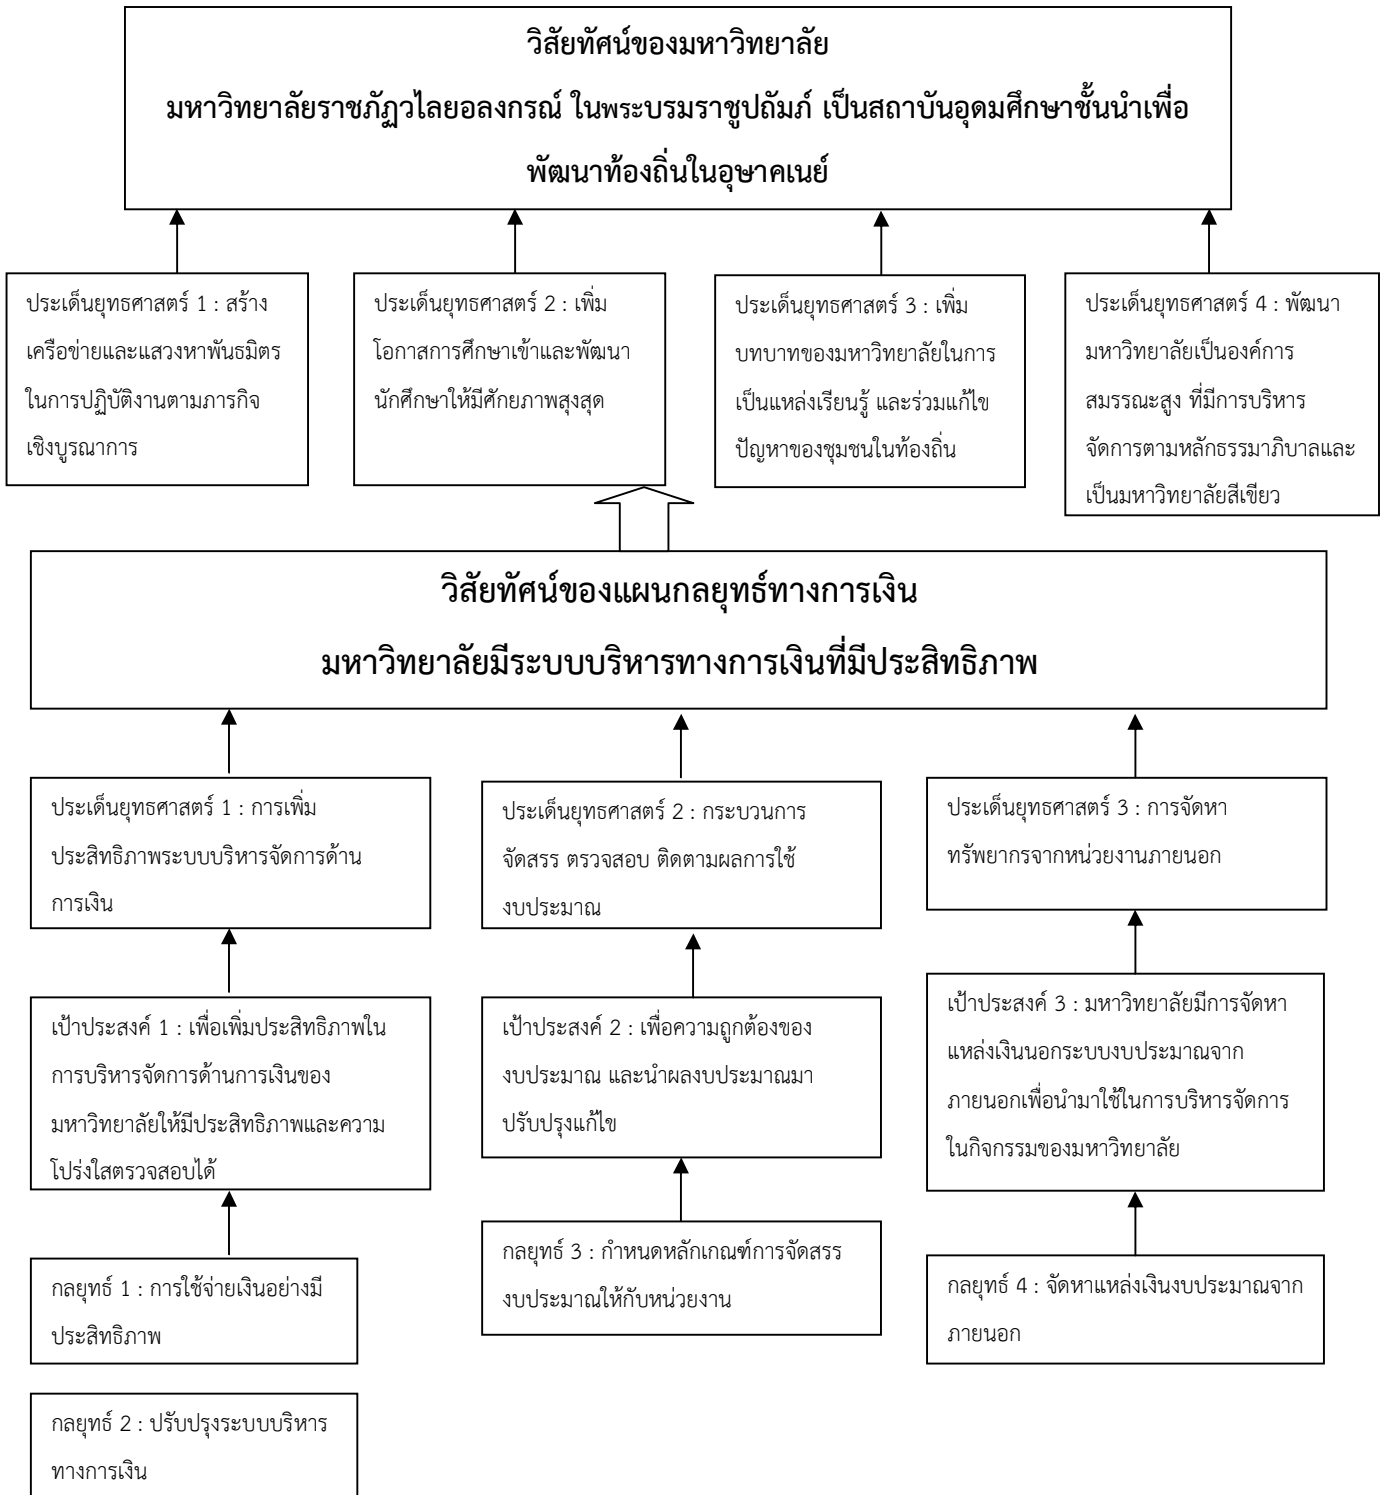 วิสัยทัศน์ของมหาวิทยาลัย
มหาวิทยาลัยราชภัฏวไลยอลงกรณ์ ในพระบรมราชูปถัมภ์ เป็นสถาบันอุดมศึกษาชั้นนำเพื่อ
พัฒนาท้องถิ่นในอุษาคเนย์
ประเด็นยุทธศาสตร์ 1 : สร้าง
เครือข่ายและแสวงหาพันธมิตร
ในการปฏิบัติงานตามภารกิจ
เชิงบูรณาการ
ประเด็นยุทธศาสตร์ 2 : เพิ่ม
โอกาสการศึกษาเข้าและพัฒนา
นักศึกษาให้มีศักยภาพสุงสุด
ประเด็นยุทธศาสตร์ 3 : เพิ่ม
บทบาทของมหาวิทยาลัยในการ
เป็นแหล่งเรียนรู้ และร่วมแก้ไข
ปัญหาของชุมชนในท้องถิ่น
ประเด็นยุทธศาสตร์ 4 : พัฒนา
มหาวิทยาลัยเป็นองค์การ
สมรรณะสูง ที่มีการบริหาร
จัดการตามหลักธรรมาภิบาลและ
เป็นมหาวิทยาลัยสีเขียว
วิสัยทัศน์ของแผนกลยุทธ์ทางการเงิน
มหาวิทยาลัยมีระบบบริหารทางการเงินที่มีประสิทธิภาพ
ประเด็นยุทธศาสตร์ 1 : การเพิ่ม
ประสิทธิภาพระบบบริหารจัดการด้าน
การเงิน
ประเด็นยุทธศาสตร์ 2 : กระบวนการ
จัดสรร ตรวจสอบ ติดตามผลการใช้
งบประมาณ
ประเด็นยุทธศาสตร์ 3 : การจัดหา
ทรัพยากรจากหน่วยงานภายนอก
เป้าประสงค์ 1 : เพื่อเพิ่มประสิทธิภาพใน
การบริหารจัดการด้านการเงินของ
มหาวิทยาลัยให้มีประสิทธิภาพและความ
โปร่งใสตรวจสอบได้
เป้าประสงค์ 2 : เพื่อความถูกต้องของ
งบประมาณ และนำผลงบประมาณมา
ปรับปรุงแก้ไข
เป้าประสงค์ 3 : มหาวิทยาลัยมีการจัดหา
แหล่งเงินนอกระบบงบประมาณจาก
ภายนอกเพื่อนำมาใช้ในการบริหารจัดการ
ในกิจกรรมของมหาวิทยาลัย
กลยุทธ์ 1 : การใช้จ่ายเงินอย่างมี
ประสิทธิภาพ
กลยุทธ์ 3 : กำหนดหลักเกณฑ์การจัดสรร
งบประมาณให้กับหน่วยงาน
กลยุทธ์ 4 : จัดหาแหล่งเงินงบประมาณจาก
ภายนอก
กลยุทธ์ 2 : ปรับปรุงระบบบริหาร
ทางการเงิน